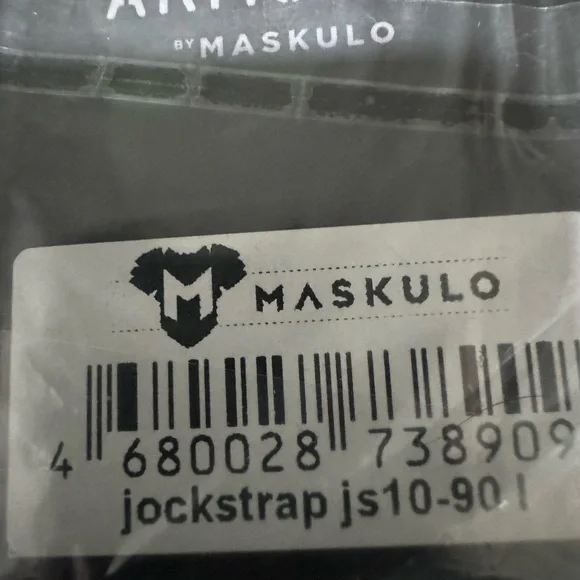 BY MASKULO
M MASKULO
4 680028 738909
jockstrap js10-90 l